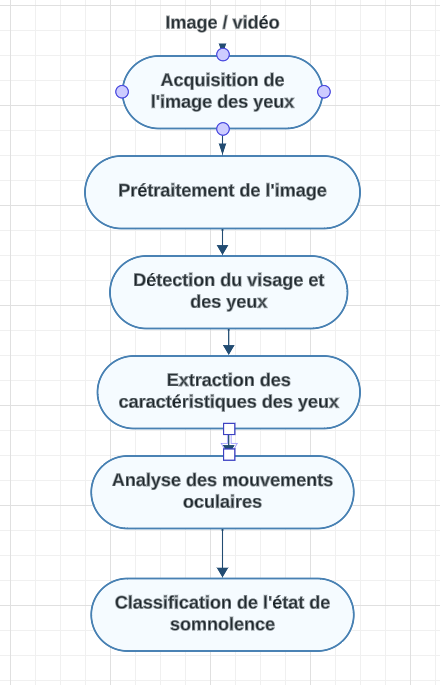 Image / vidéo
Acquisition de
l'image des yeux
Prétraitement de l'image
Détection du visage et
des yeux
Extraction des
caractéristiques des yeux
Analyse des mouvements
oculaires
Classification de l'état de
somnolence